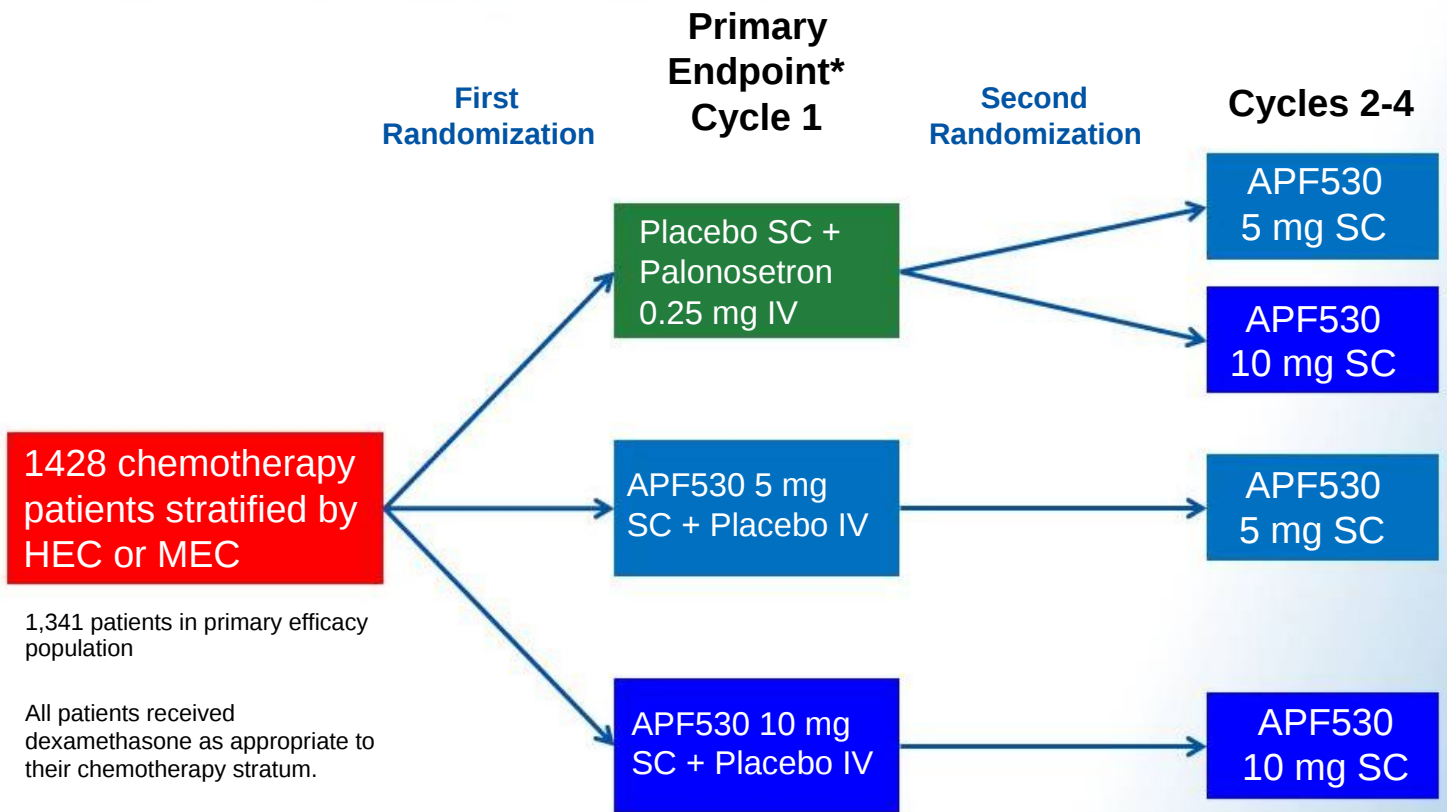 Primary
Endpoint*
Cycle 1
First
Randomization
Second
Randomization
Cycles 2-4
Placebo SC +
Palonosetron
0.25 mg IV
APF530
5 mg SC
APF530
10 mg SC
1428 chemotherapy
patients stratified by
HEC or MEC
APF530 5 mg
SC + Placebo IV
APF530
5 mg SC
1,341 patients in primary efficacy
population
All patients received
dexamethasone as appropriate to
their chemotherapy stratum.
APF530 10 mg
SC + Placebo IV
APF530
10 mg SC